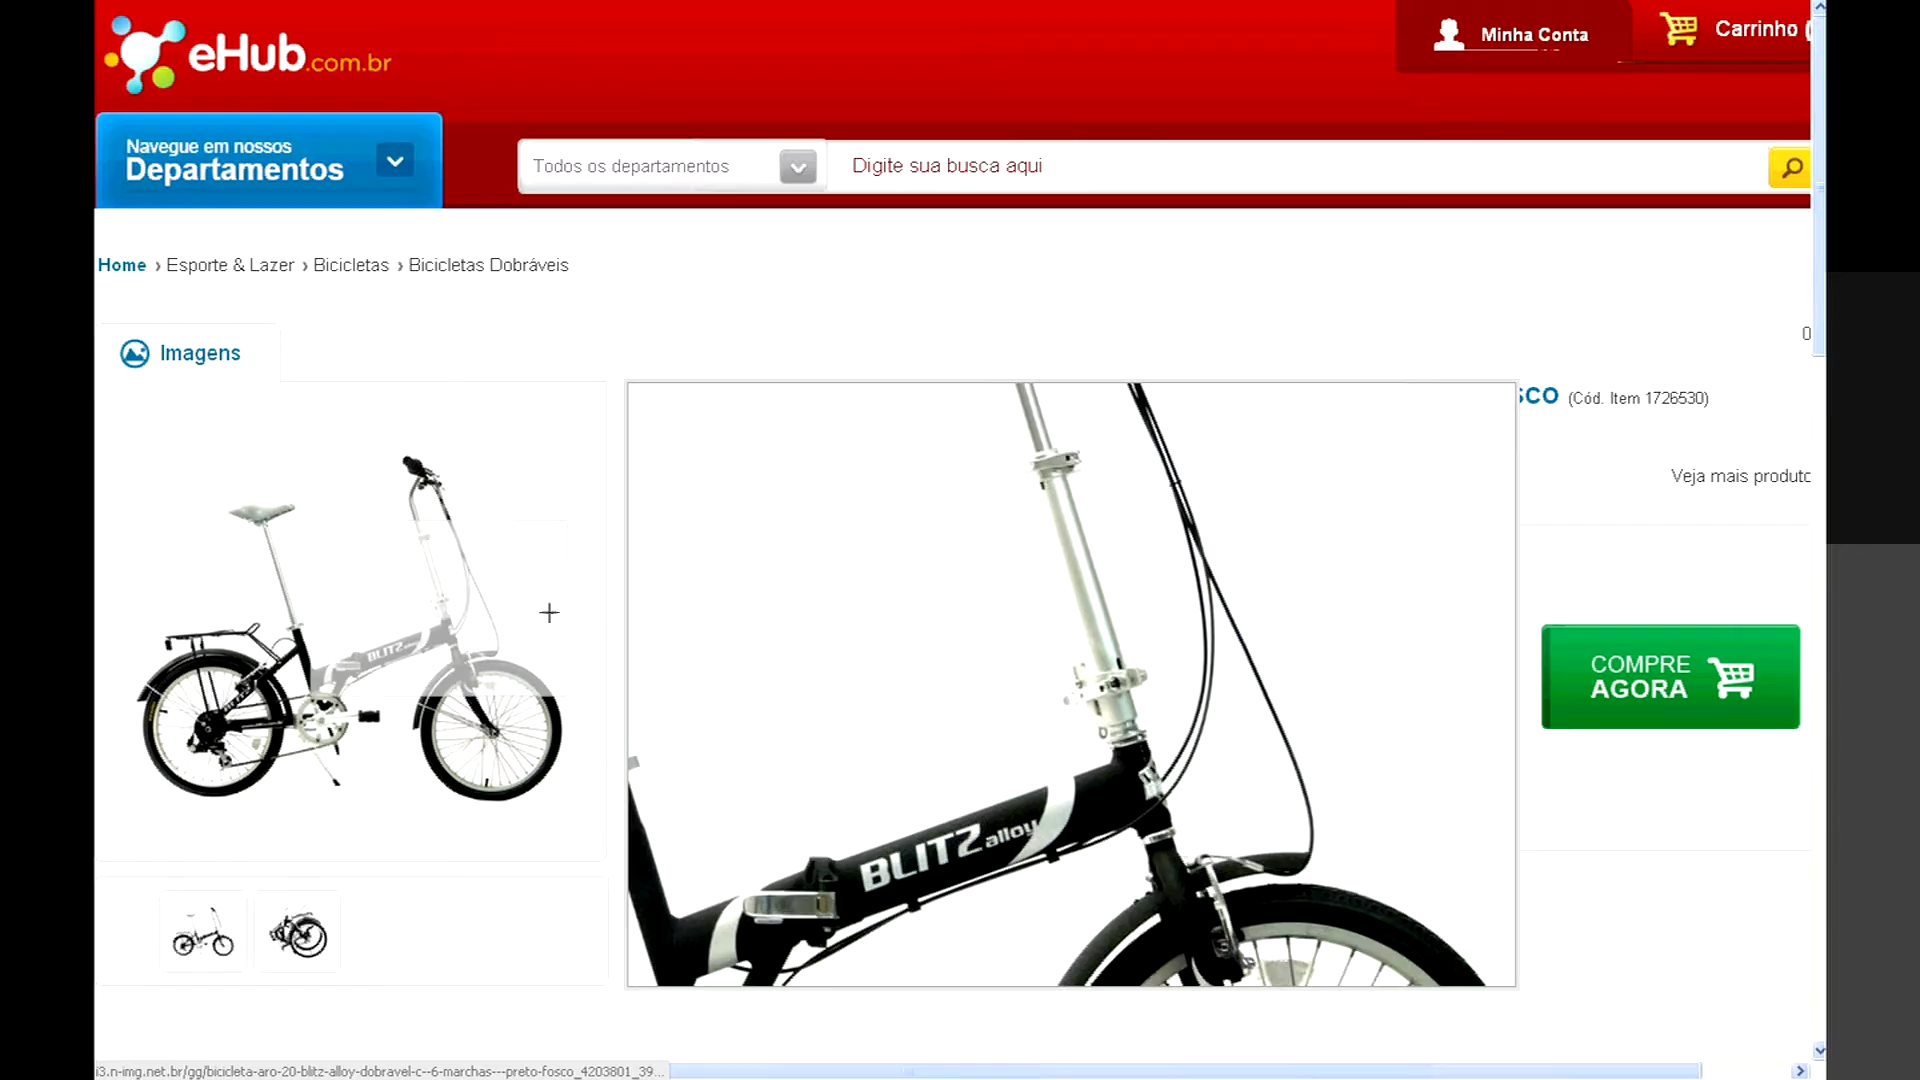 eHub.com.br
Minha Conta
Carrinho (
Navegue em nossos
Departamentos
Todos os departamentos
Digite sua busca aqui
Home › Esporte & Lazer › Bicicletas › Bicicletas Dobráveis
0
Imagens
SCO (Cód. Item 1726530)
Veja mais produto
BLITZ
BLITZ alloy
COMPRE
AGORA
i3.n-img.net.br/gg/bicicleta-aro-20-blitz-alloy-dobravel-c--6-marchas---preto-fosco_4203801_39...